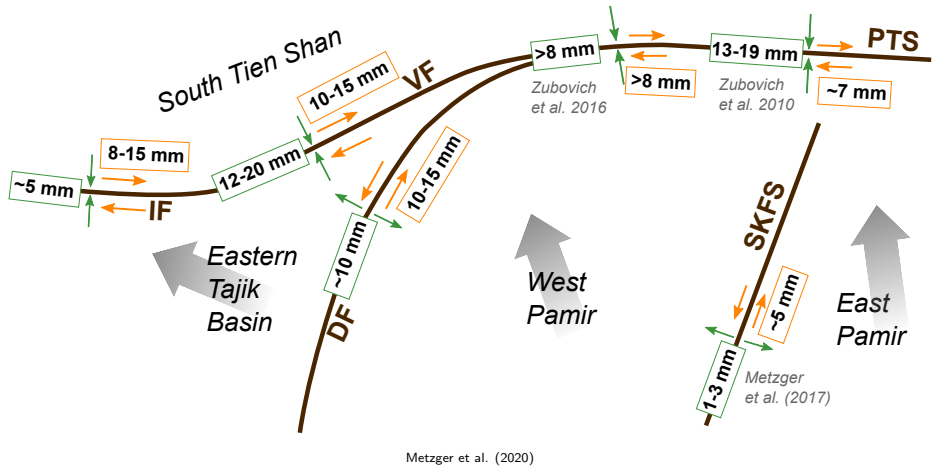 South Tien Shan
VF
>8 mm
13-19 mm
PTS
10-15 mm
Zubovich
et al. 2016
>8 mm
Zubovich
et al. 2010
~7 mm
8-15 mm
12-20 mm
~5 mm
IF
10-15 mm
SKFS
Eastern
Tajik
Basin
~10 mm
DF
West
Pamir
~5 mm
East
Pamir
1-3 mm
Metzger
et al. (2017)
Metzger et al. (2020)